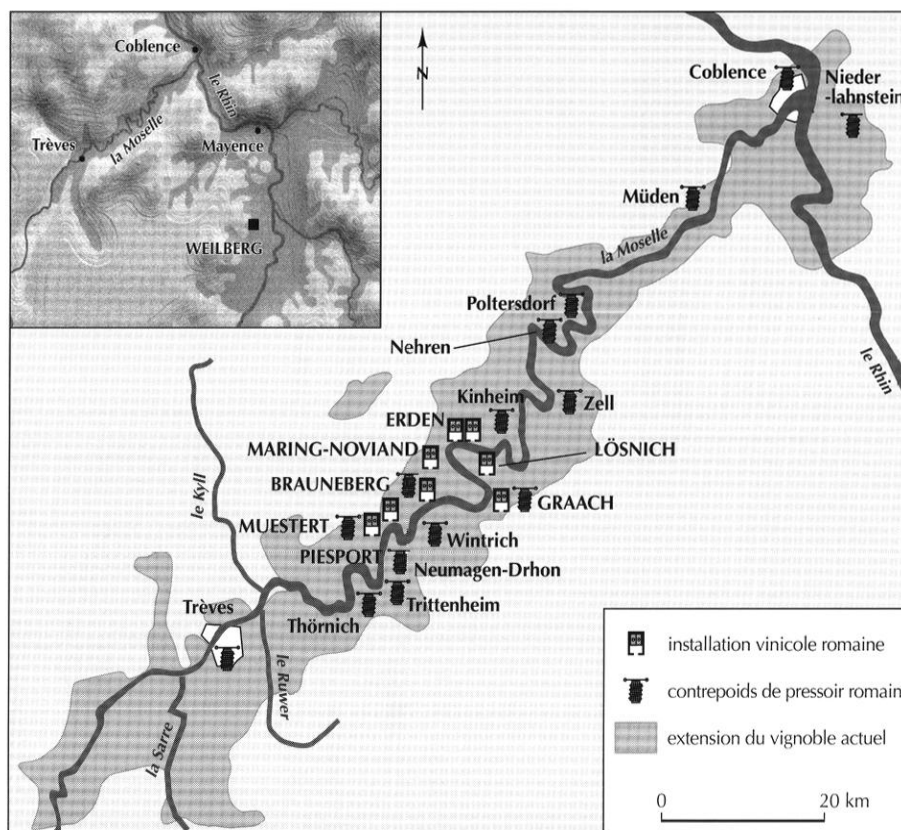 Coblence
le Rhin
Trèves
la Moselle
Mayence
WEILBERG
N
Coblence
Nieder
-lahnstein
Müden
la Moselle
Poltersdorf
Nehren
le Rhin
Kinheim
Zell
ERDEN
MARING-NOVIAND
LÖSNICH
BRAUNEBERG
GRAACH
le Kyll
MUESTERT
Wintrich
PIESPORT
Neumagen-Drhon
Trittenheim
Trèves
Thörnich
le Ruwer
la Sarre
installation vinicole romaine
contrepoids de pressoir romain
extension du vignoble actuel
0 20 km